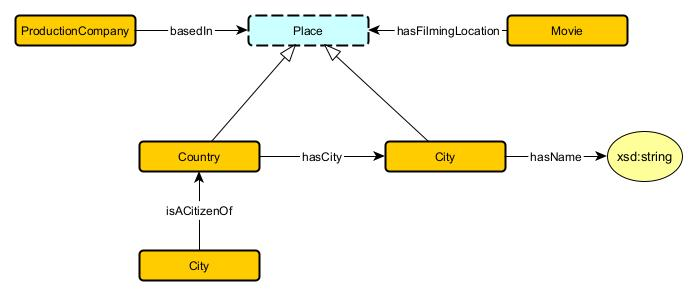 ProductionCompany
basedIn
Place
hasFilmingLocation
Movie
Country
hasCity
City
hasName
xsd:string
isACitizenOf
City